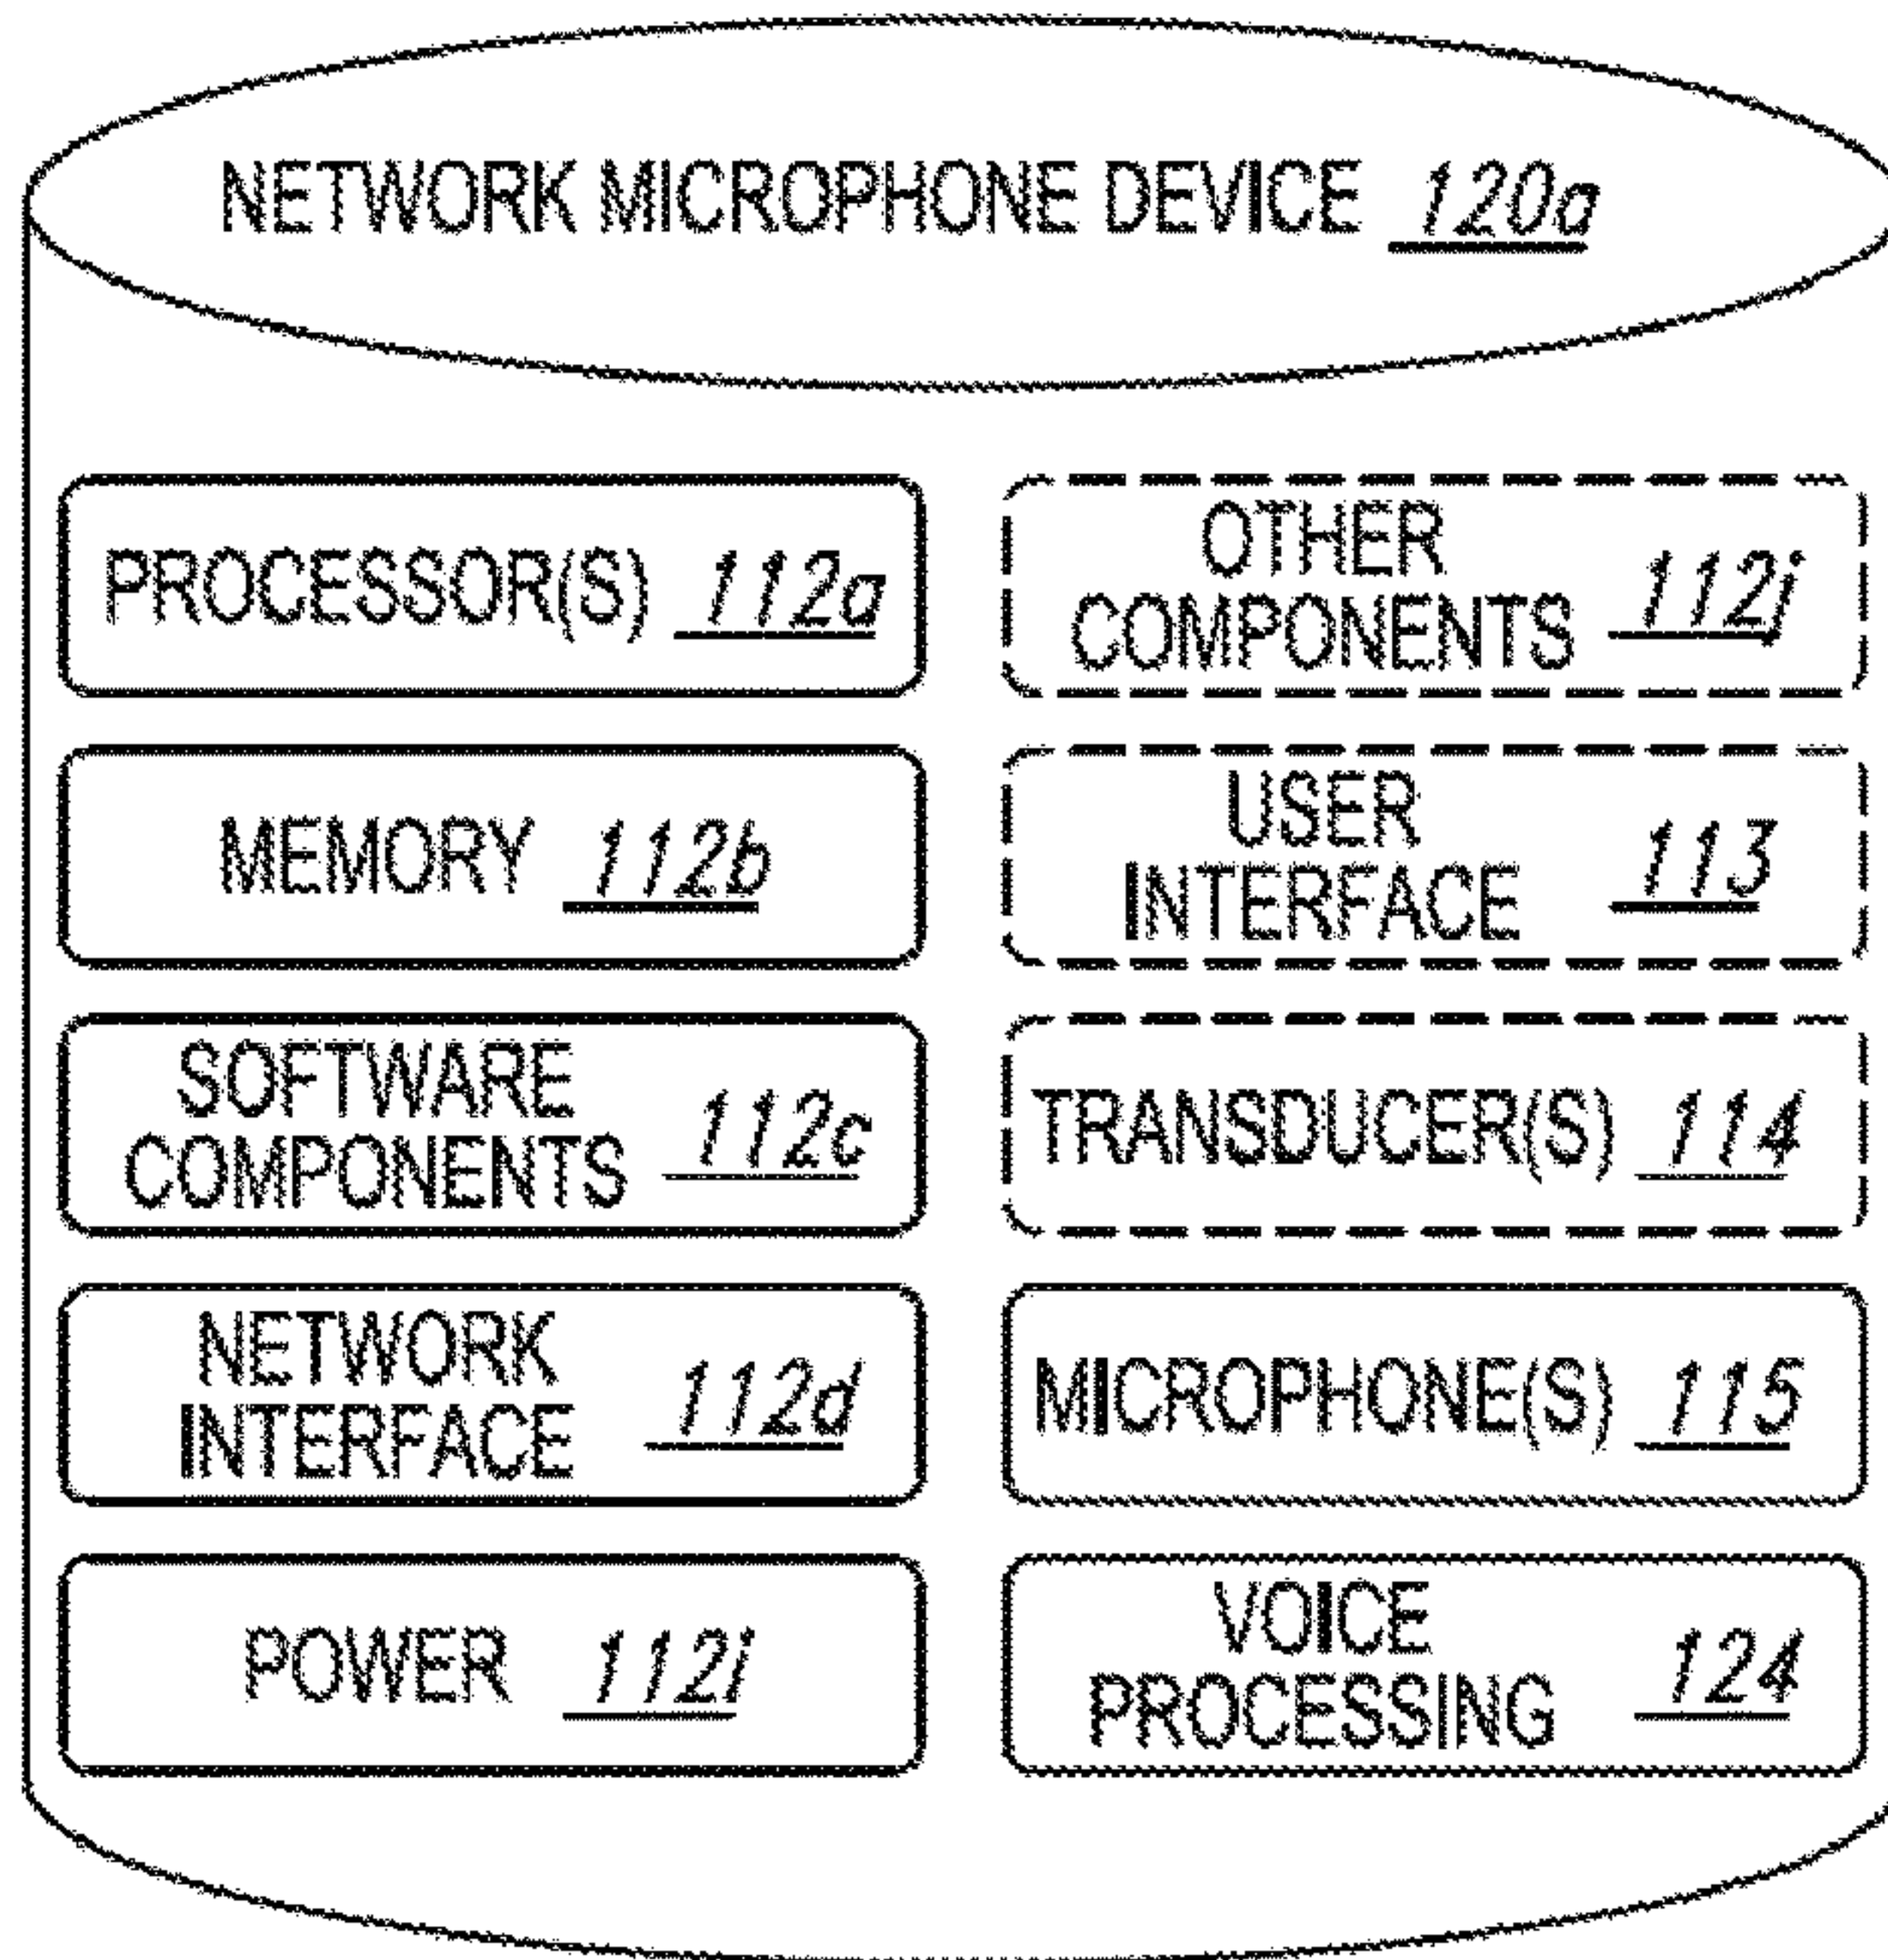 NETWORK MICROPHONE DEVICE 120a
PROCESSOR(S) 112a
MEMORY 112b
SOFTWARE
COMPONENTS 112c
NETWORK
INTERFACE 112d
POWER 112i
OTHER
COMPONENTS 112j
USER
INTERFACE 113
TRANSDUCER(S) 114
MICROPHONE(S) 115
VOICE
PROCESSING 124